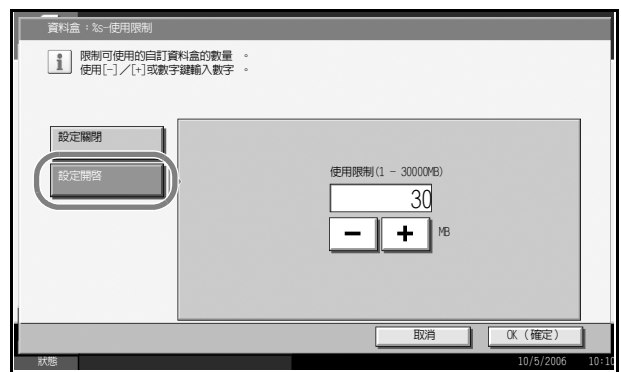 資料盒：%s-使用限制
限制可使用的自訂資料盒的數量 。
使用[-]／[+]或數字鍵輸入數字 。
設定關閉
設定開啓
使用限制(1 - 30000MB)
30
− + MB
取消
OK（確定）
狀態
10/5/2006 10:10